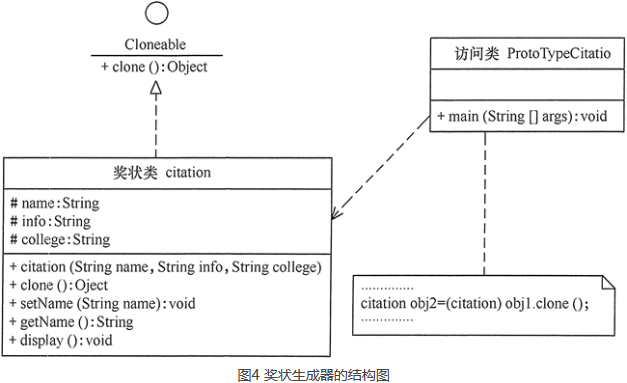 Cloneable
+ clone ():Object
访问类 ProtoTypeCitatio
+ main (String [] args):void
奖状类 citation
# name:String
# info:String
# college:String
+ citation (String name, String info, String college)
+ clone ():Oject
+ setName (String name):void
+ getName ():String
+ display ():void
..............
citation obj2=(citation) obj1.clone ();
..............
图4 奖状生成器的结构图